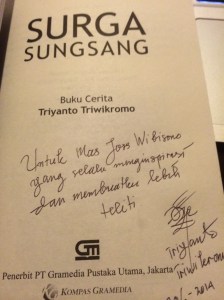 SURGA
SUNGSANG
Buku Cerita
Triyanto Triwikromo
Untuk Mas Joss Wibisono
yang selalu menginspirasi
dan membuatku lebih
teliti
Triyanto
Triwikromo
GM
Penerbit PT Gramedia Pustaka Utama, Jakarta
KOMPAS GRAMEDIA